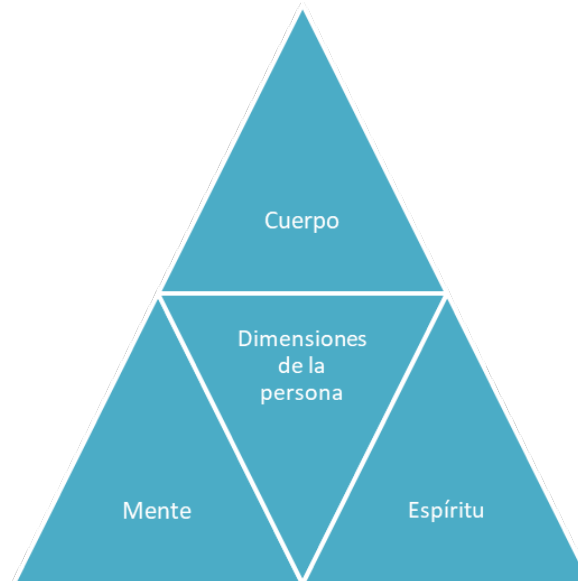 Cuerpo
Dimensiones
de la
persona
Mente
Espíritu